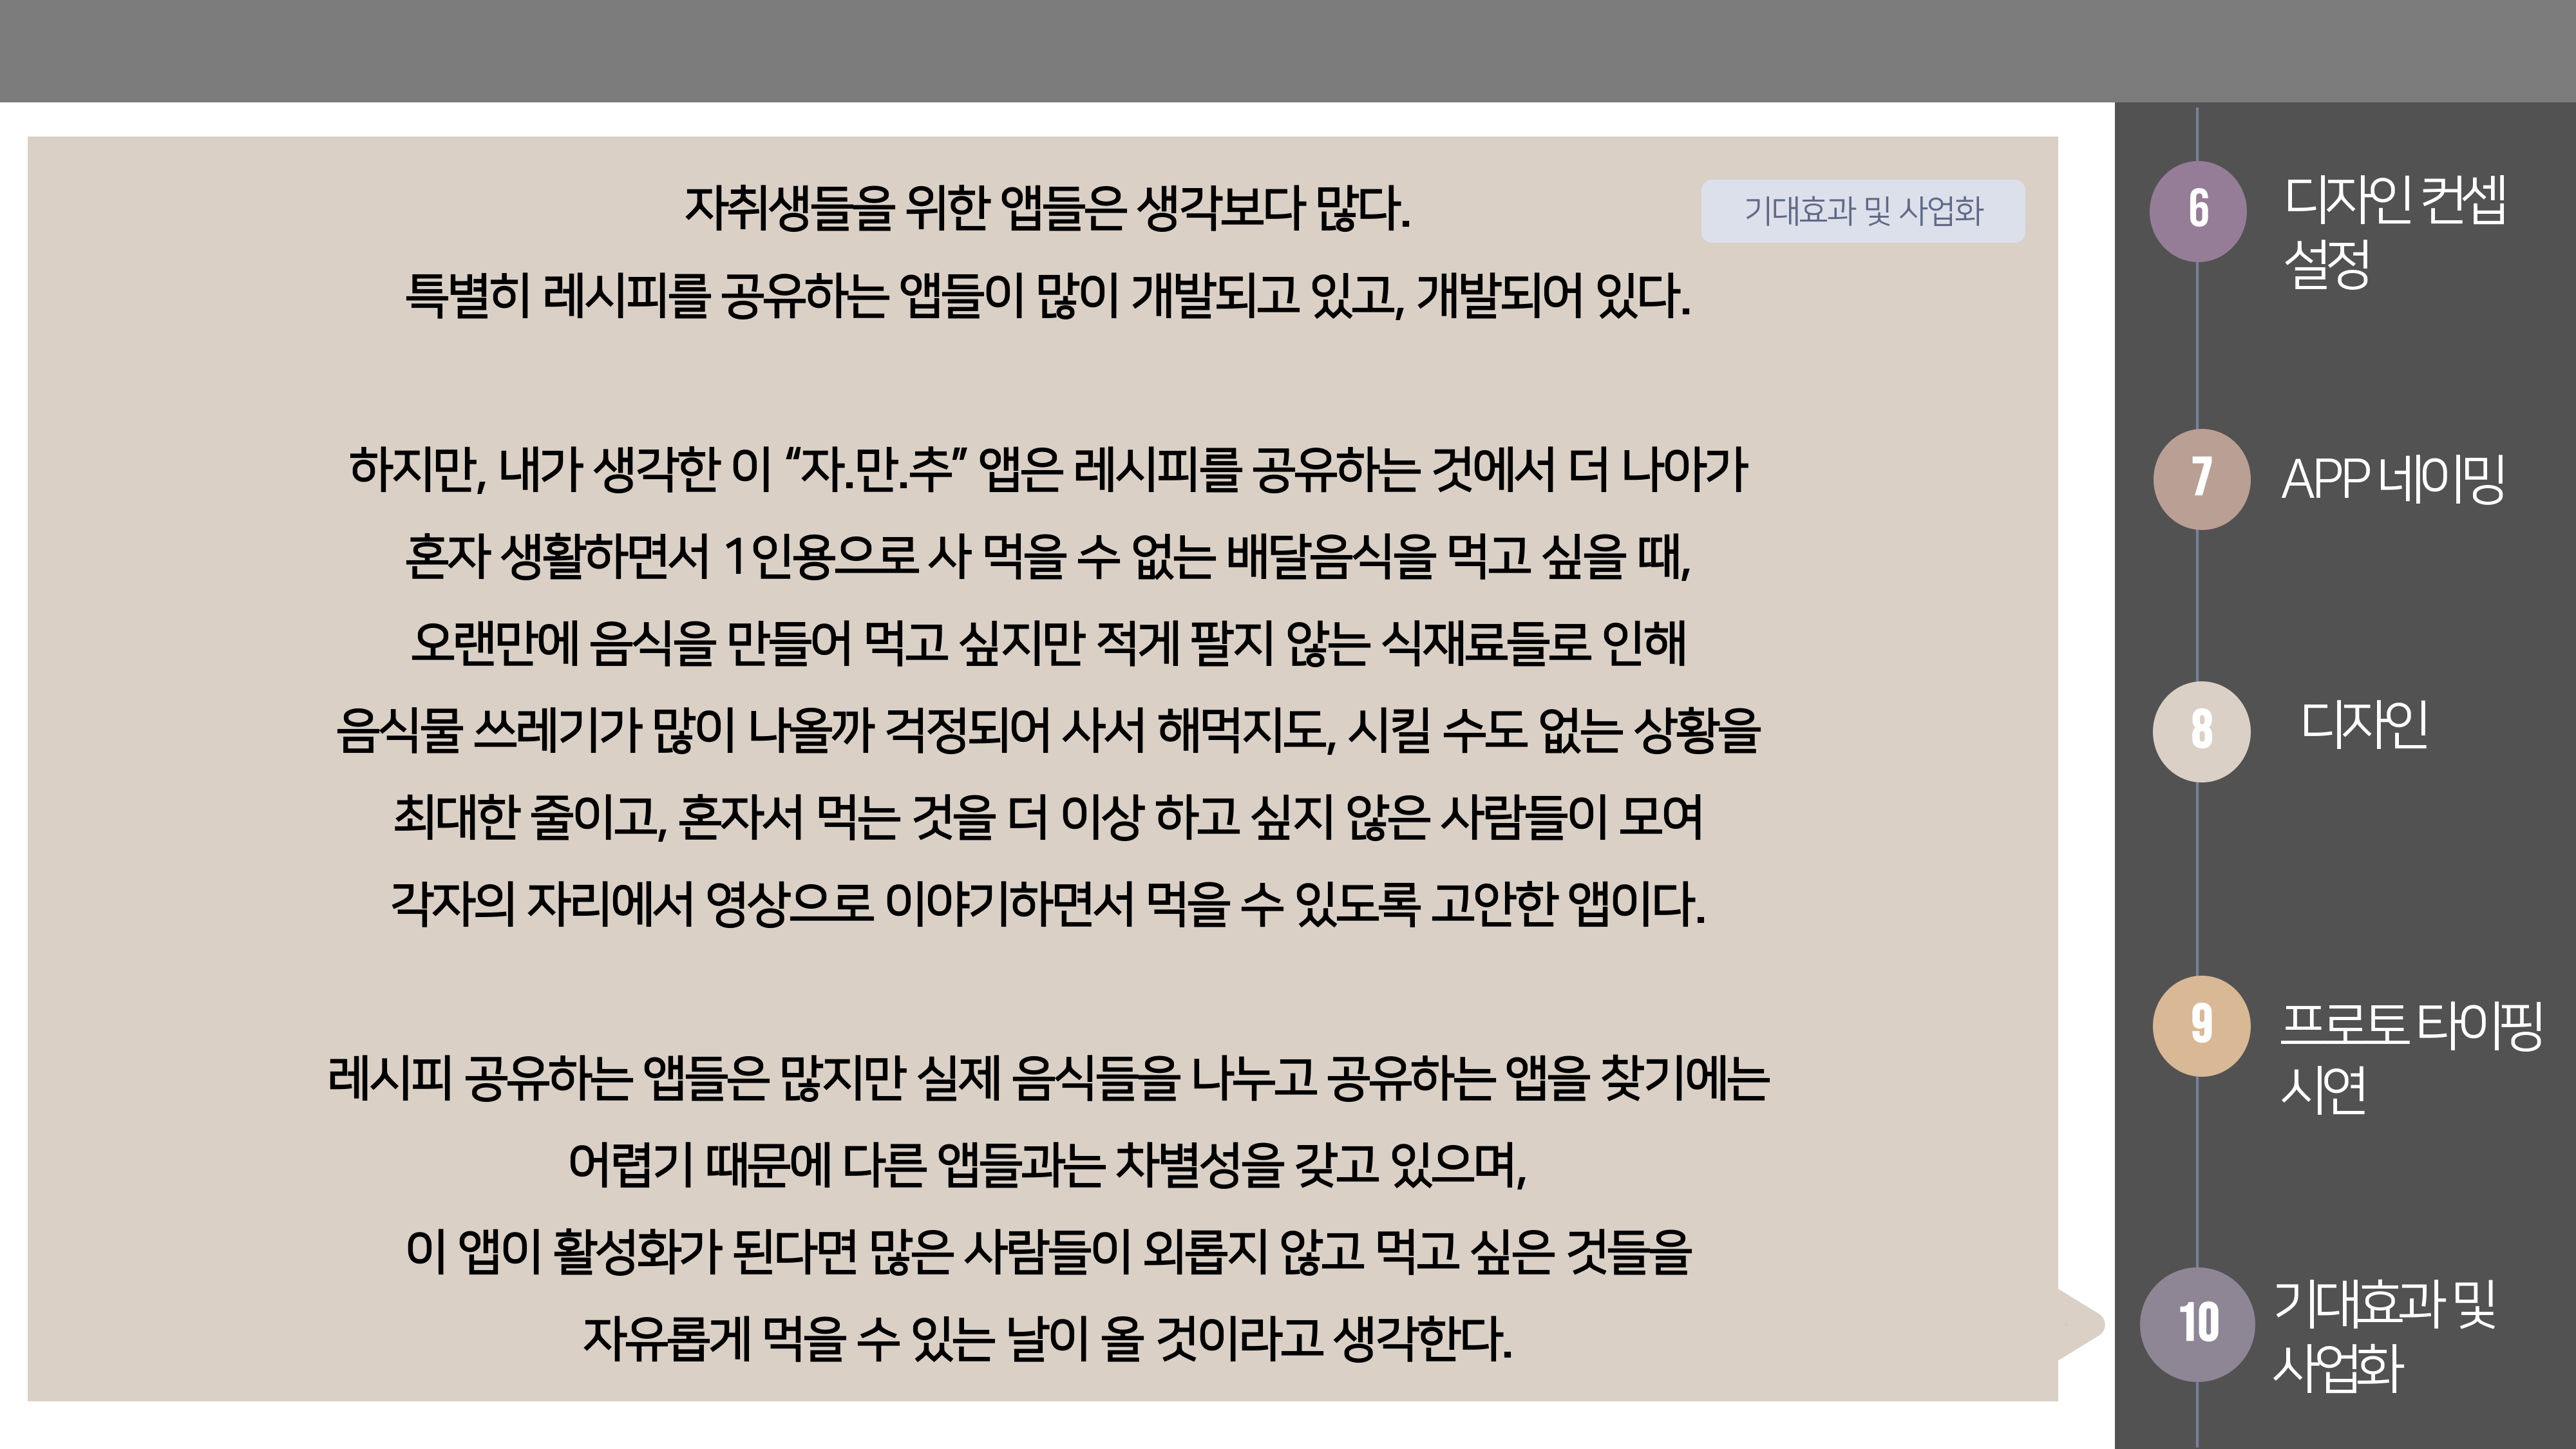 자취생들을 위한 앱들은 생각보다 많다.
기대효과 및 사업화
특별히 레시피를 공유하는 앱들이 많이 개발되고 있고, 개발되어 있다.
하지만, 내가 생각한 이 “자.만.추” 앱은 레시피를 공유하는 것에서 더 나아가
혼자 생활하면서 1인용으로 사 먹을 수 없는 배달음식을 먹고 싶을 때,
오랜만에 음식을 만들어 먹고 싶지만 적게 팔지 않는 식재료들로 인해
음식물 쓰레기가 많이 나올까 걱정되어 사서 해먹지도, 시킬 수도 없는 상황을
최대한 줄이고, 혼자서 먹는 것을 더 이상 하고 싶지 않은 사람들이 모여
각자의 자리에서 영상으로 이야기하면서 먹을 수 있도록 고안한 앱이다.
레시피 공유하는 앱들은 많지만 실제 음식들을 나누고 공유하는 앱을 찾기에는
어렵기 때문에 다른 앱들과는 차별성을 갖고 있으며,
이 앱이 활성화가 된다면 많은 사람들이 외롭지 않고 먹고 싶은 것들을
자유롭게 먹을 수 있는 날이 올 것이라고 생각한다.
6
디자인 컨셉
설정
7
APP 네이밍
8
디자인
9
프로토 타이핑
시연
10
기대효과 및
사업화